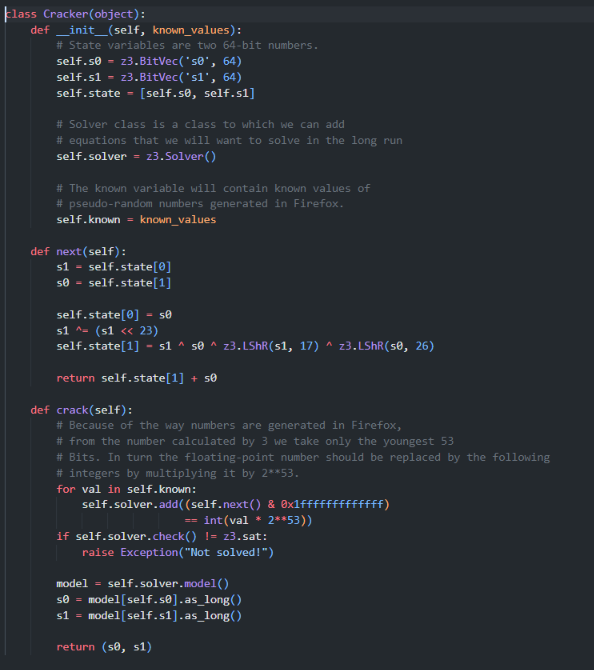 class Cracker(object):
    def __init__(self, known_values):
        # State variables are two 64-bit numbers.
        self.s0 = z3.BitVec('s0', 64)
        self.s1 = z3.BitVec('s1', 64)
        self.state = [self.s0, self.s1]

        # Solver class is a class to which we can add
        # equations that we will want to solve in the long run
        self.solver = z3.Solver()

        # The known variable will contain known values of
        # pseudo-random numbers generated in Firefox.
        self.known = known_values

    def next(self):
        s1 = self.state[0]
        s0 = self.state[1]

        self.state[0] = s0
        s1 ^= (s1 << 23)
        self.state[1] = s1 ^ s0 ^ z3.LShR(s1, 17) ^ z3.LShR(s0, 26)

        return self.state[1] + s0

    def crack(self):
        # Because of the way numbers are generated in Firefox,
        # from the number calculated by 3 we take only the youngest 53
        # Bits. In turn the floating-point number should be replaced by the following
        # integers by multiplying it by 2**53.
        for val in self.known:
            self.solver.add((self.next() & 0x1fffffffffffff)
                            == int(val * 2**53))
        if self.solver.check() != z3.sat:
            raise Exception("Not solved!")

        model = self.solver.model()
        s0 = model[self.s0].as_long()
        s1 = model[self.s1].as_long()

        return (s0, s1)